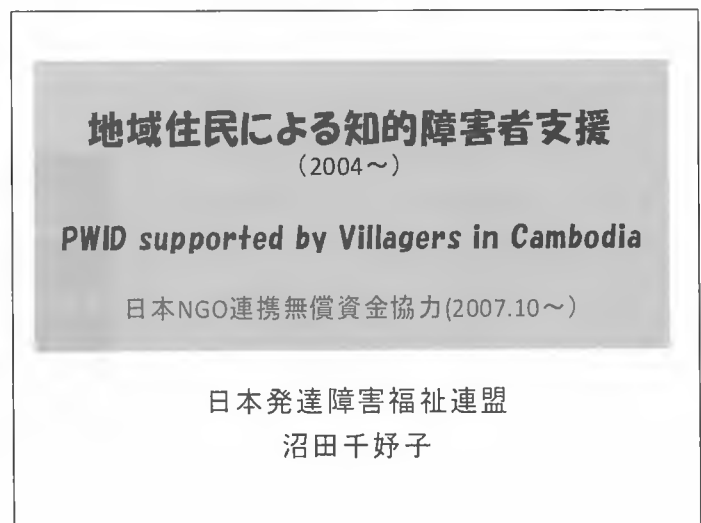 地域住民による知的障害者支援
（2004～）
PWID supported by Villagers in Cambodia
日本NGO連携無償資金協力(2007.10～）
日本発達障害福祉連盟
沼田千妤子